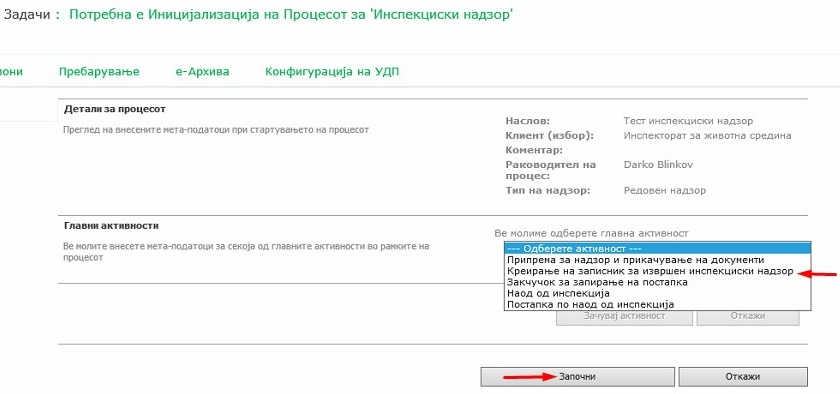 Задачи : Потребна е Иницијализација на Процесот за 'Инспекциски надзор'
лони Пребарување е-Архива Конфигурација на УДП
Детали за процесот
Преглед на внесените мета-податоци при стартувањето на процесот
Наслов: Тест инспекциски надзор
Клиент (избор): Инспекторат за животна средина
Коментар:
Раководител на Darko Blinkov
процес:
Тип на надзор: Редовен надзор
Главни активности
Ве молите внесете мета-податоци за секоја од главните активности во рамките на
процесот
Ве молиме одберете главна активност
--- Одберете активност ---
Припрема за надзор и прикачување на документи
Креирање на записник за извршен инспекциски надзор
Закчучок за запирање на постапка
Наод од инспекција
Постапка по наод од инспекција
Зачувај активност Откажи
Започни Откажи